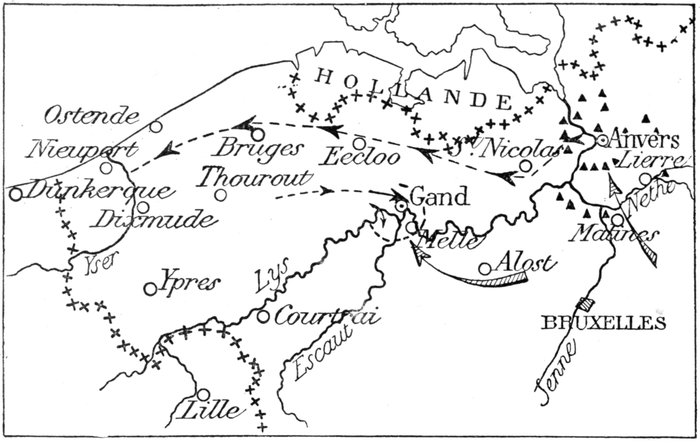 HOLLANDE
Ostende
Nieuport
Bruges
Eecloo
St. Nicolas
Anvers
Lierre
Nethe
Dunkerque
Thourout
Gand
Dixmude
Melle
Malines
Yser
Lys
Alost
Ypres
Courtrai
Escaut
BRUXELLES
Senne
Lille